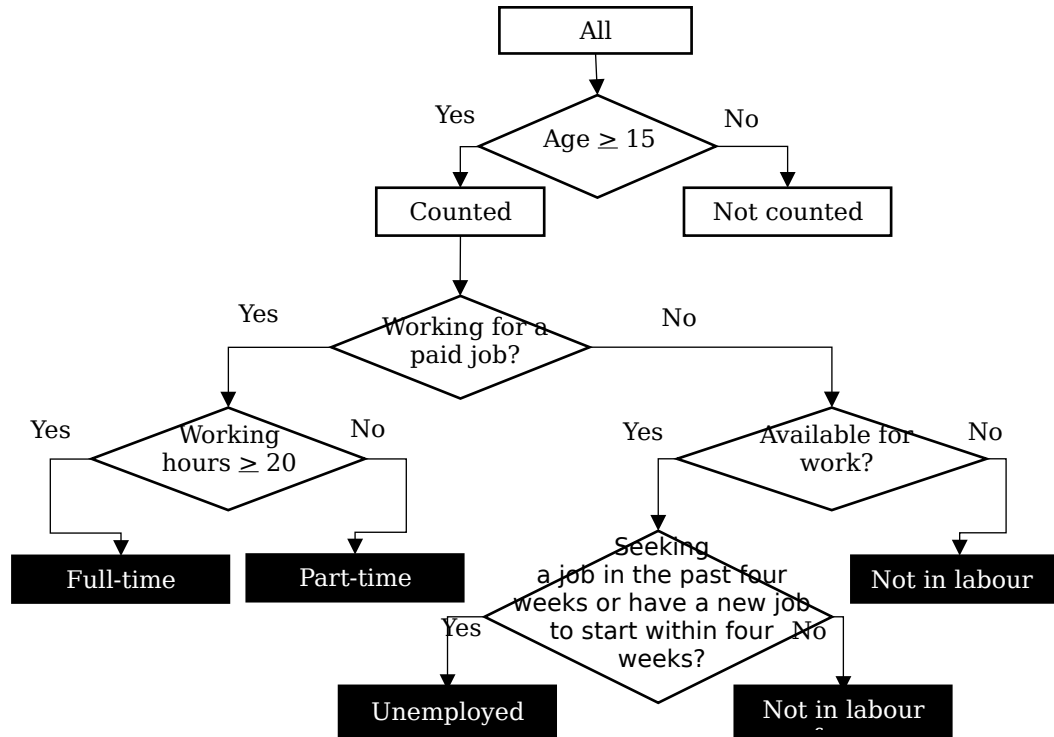 All
Yes
No
Age ≥ 15
Counted
Not counted
Yes
No
Working for a
paid job?
Yes
No
Working
hours ≥ 20
Yes
No
Available for
work?
Full-time
Part-time
Seeking
a job in the past four
weeks or have a new job
to start within four
weeks?
Not in labour
Yes
No
Unemployed
Not in labour